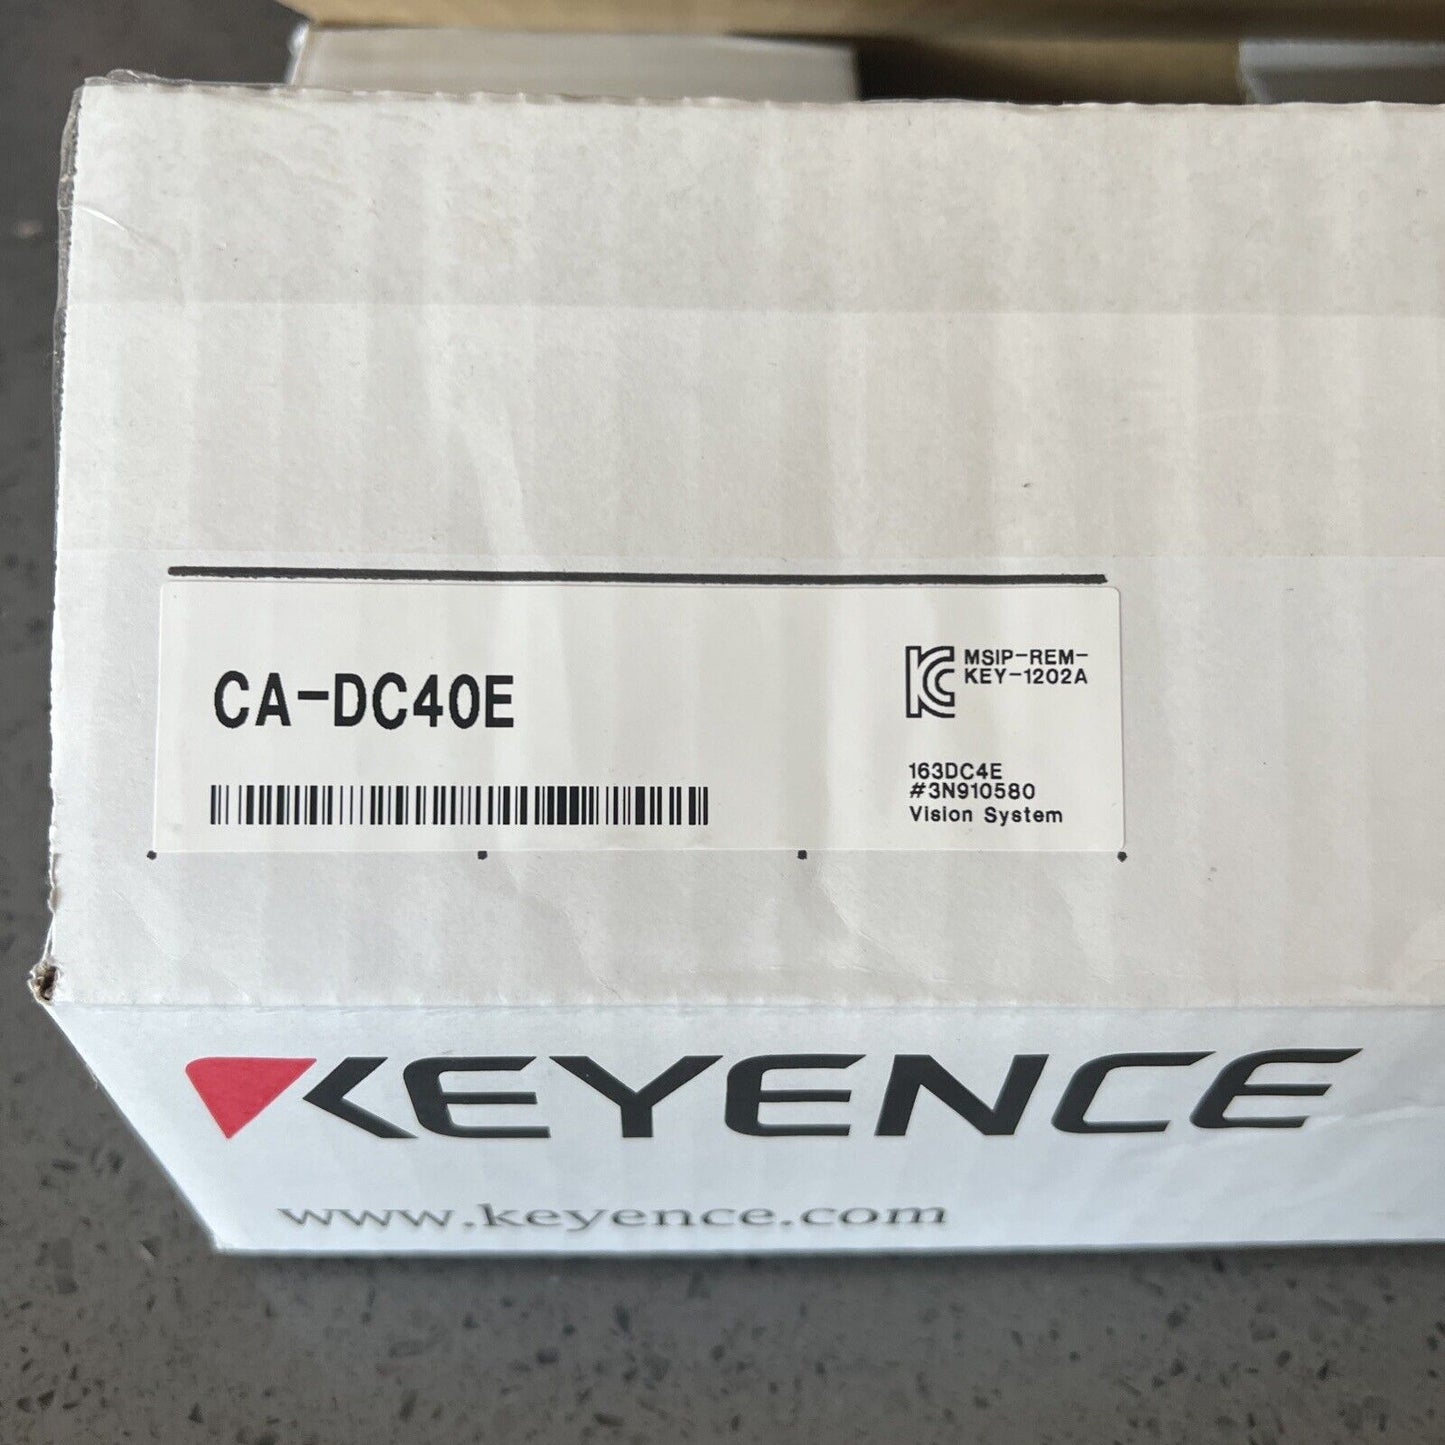 CA-DC40E
MSIP-REM-
KEY-1202A
163DC4E
#3N910580
Vision System
KEYENCE
www.keyence.com